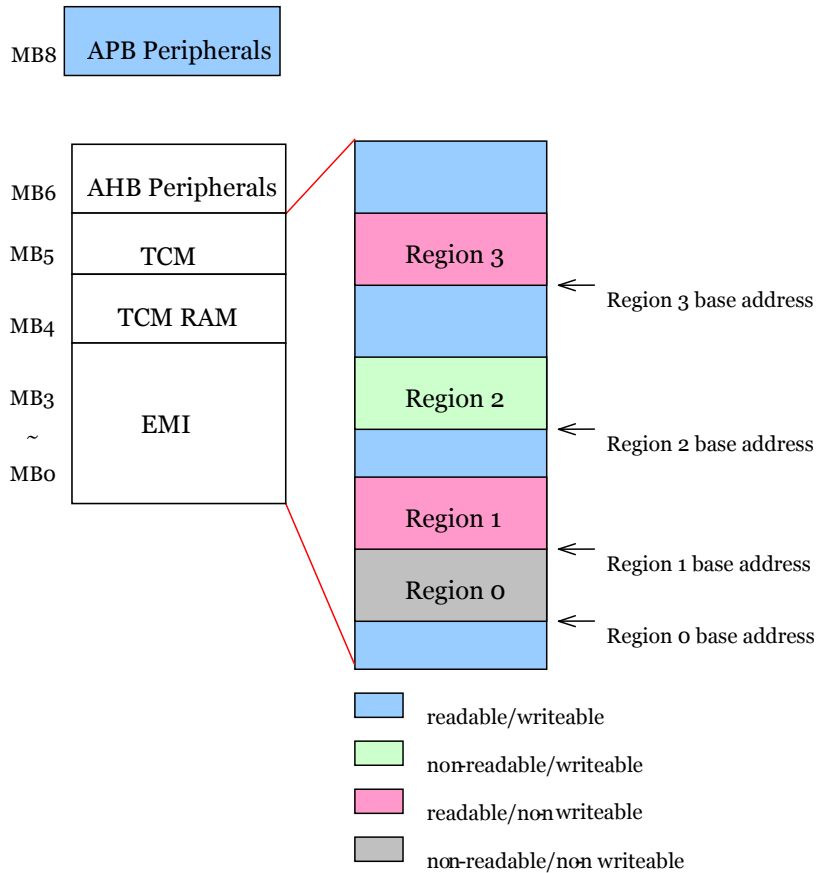 MB8
APB Peripherals
MB6
AHB Peripherals
MB5
TCM
MB4
TCM RAM
MB3
~
MB0
EMI
Region 3
Region 3 base address
Region 2
Region 2 base address
Region 1
Region 1 base address
Region 0
Region 0 base address
readable/writeable
non-readable/writeable
readable/non-writeable
non-readable/non-writeable